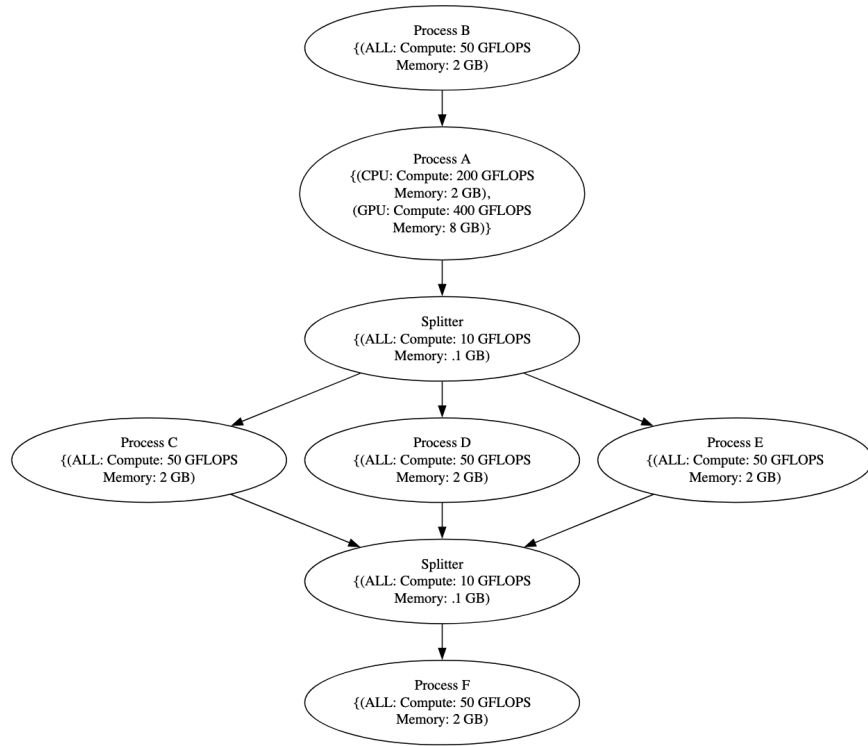 Process B
{(ALL: Compute: 50 GFLOPS
Memory: 2 GB)
Process A
{(CPU: Compute: 200 GFLOPS
Memory: 2 GB),
(GPU: Compute: 400 GFLOPS
Memory: 8 GB)}
Splitter
{(ALL: Compute: 10 GFLOPS
Memory: .1 GB)
Process C
{(ALL: Compute: 50 GFLOPS
Memory: 2 GB)
Process D
{(ALL: Compute: 50 GFLOPS
Memory: 2 GB)
Process E
{(ALL: Compute: 50 GFLOPS
Memory: 2 GB)
Splitter
{(ALL: Compute: 10 GFLOPS
Memory: .1 GB)
Process F
{(ALL: Compute: 50 GFLOPS
Memory: 2 GB)